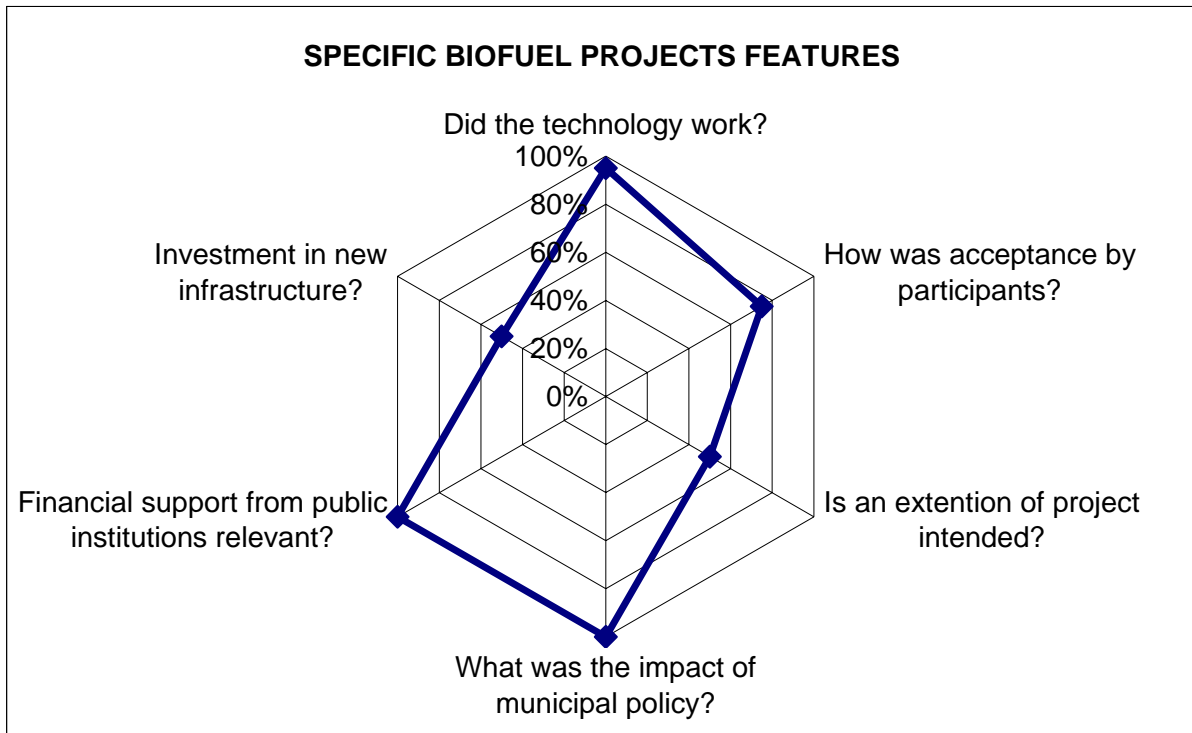 SPECIFIC BIOFUEL PROJECTS FEATURES
Did the technology work?
100%
80%
60%
40%
20%
0%
How was acceptance by
participants?
Is an extention of project
intended?
What was the impact of
municipal policy?
Financial support from public
institutions relevant?
Investment in new
infrastructure?